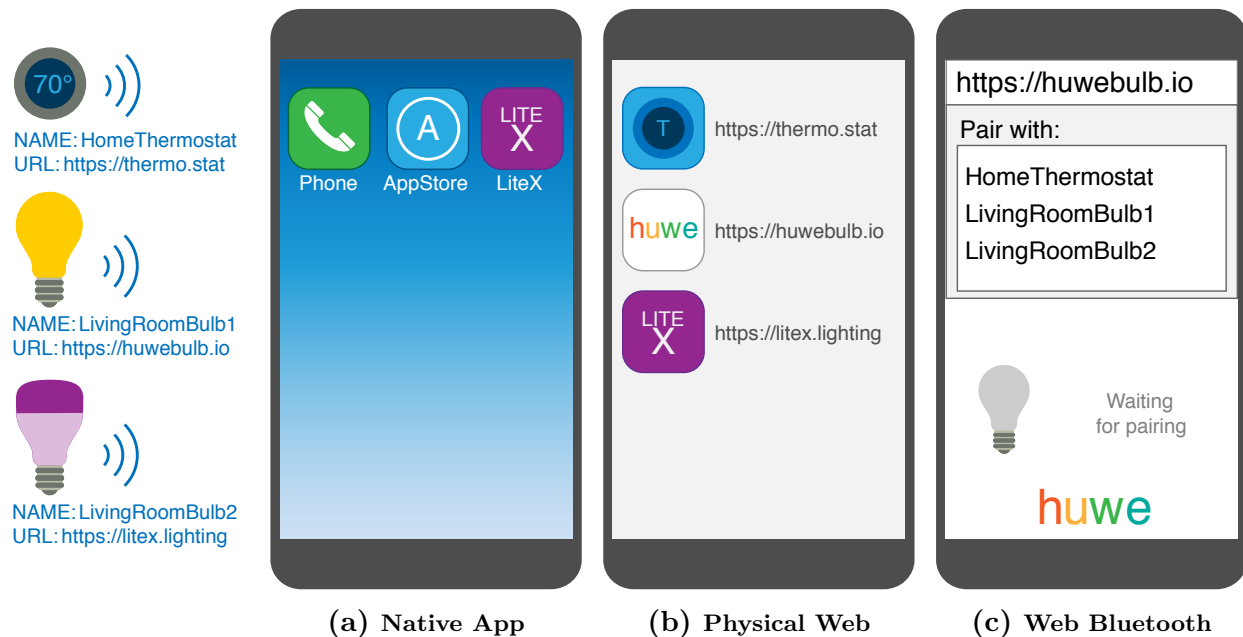 70°
NAME: HomeThermostat
URL: https://thermo.stat
NAME: LivingRoomBulb1
URL: https://huwebulb.io
NAME: LivingRoomBulb2
URL: https://litex.lighting
Phone
A
AppStore
LITE
X
LiteX
(a) Native App
T
https://thermo.stat
huwe
https://huwebulb.io
LITE
X
https://litex.lighting
(b) Physical Web
https://huwebulb.io
Pair with:
HomeThermostat
LivingRoomBulb1
LivingRoomBulb2
Waiting
for pairing
huwe
(c) Web Bluetooth